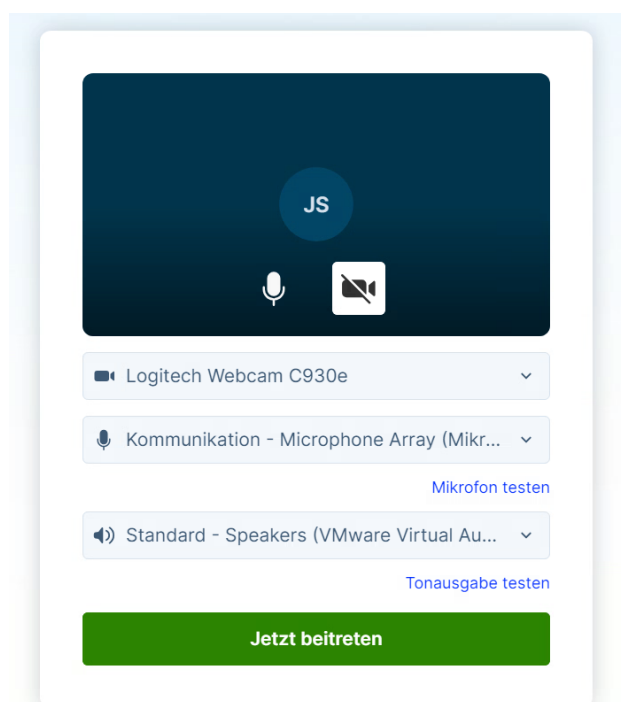 JS
Logitech Webcam C930e
Kommunikation - Microphone Array (Mikr...
Mikrofon testen
Standard - Speakers (VMware Virtual Au...
Tonausgabe testen
Jetzt beitreten